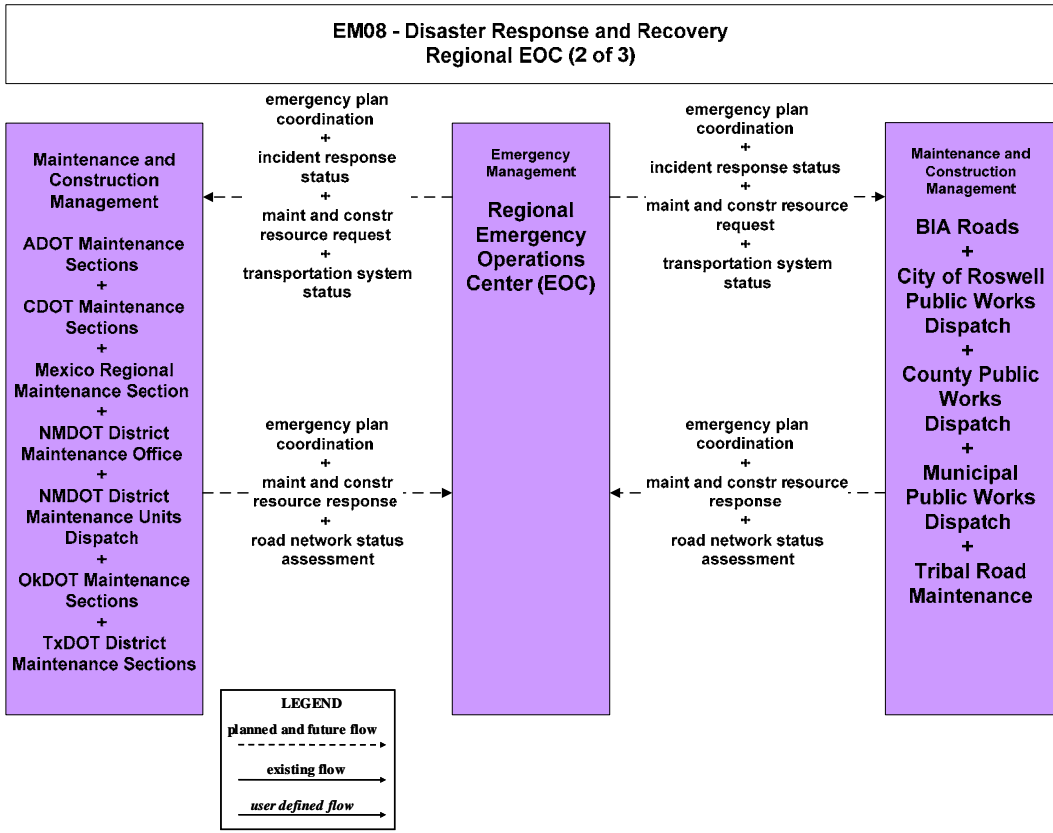 EM08 - Disaster Response and Recovery
Regional EOC (2 of 3)
Maintenance and
Construction
Management
ADOT Maintenance
Sections
+
CDOT Maintenance
Sections
+
Mexico Regional
Maintenance Section
+
NMDOT District
Maintenance Office
+
NMDOT District
Maintenance Units
Dispatch
+
OkDOT Maintenance
Sections
+
TxDOT District
Maintenance Sections
emergency plan
coordination
+
incident response
status
+
maint and constr
resource request
+
transportation system
status
emergency plan
coordination
+
maint and constr
resource response
+
road network status
assessment
Emergency
Management
Regional
Emergency
Operations
Center (EOC)
emergency plan
coordination
+
incident response status
+
maint and constr resource
request
+
transportation system
status
emergency plan
coordination
+
maint and constr resource
response
+
road network status
assessment
Maintenance and
Construction
Management
BIA Roads
+
City of Roswell
Public Works
Dispatch
+
County Public
Works
Dispatch
+
Municipal
Public Works
Dispatch
+
Tribal Road
Maintenance
LEGEND
planned and future flow
existing flow
user defined flow